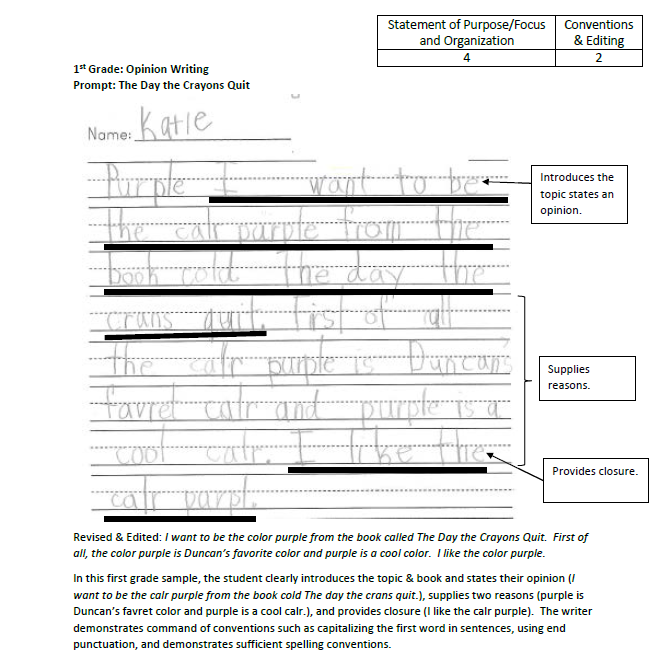 Statement of Purpose/Focus and Organization
Conventions & Editing
4
2
1st Grade: Opinion Writing
Prompt: The Day the Crayons Quit
Name: Katie
Purple I want to be
the calr purple from the
book cold The day the
crans quit. First of all
the calr purple is Duncan's
favret calr and purple is a
cool calr. I like the
calr purpl.
Introduces the
topic states an
opinion.
Supplies
reasons.
Provides closure.
Revised & Edited: I want to be the color purple from the book called The Day the Crayons Quit. First of
all, the color purple is Duncan's favorite color and purple is a cool color. I like the color purple.
In this first grade sample, the student clearly introduces the topic & book and states their opinion (I
want to be the calr purple from the book cold The day the crans quit.), supplies two reasons (purple is
Duncan's favret color and purple is a cool calr.), and provides closure (I like the calr purple). The writer
demonstrates command of conventions such as capitalizing the first word in sentences, using end
punctuation, and demonstrates sufficient spelling conventions.